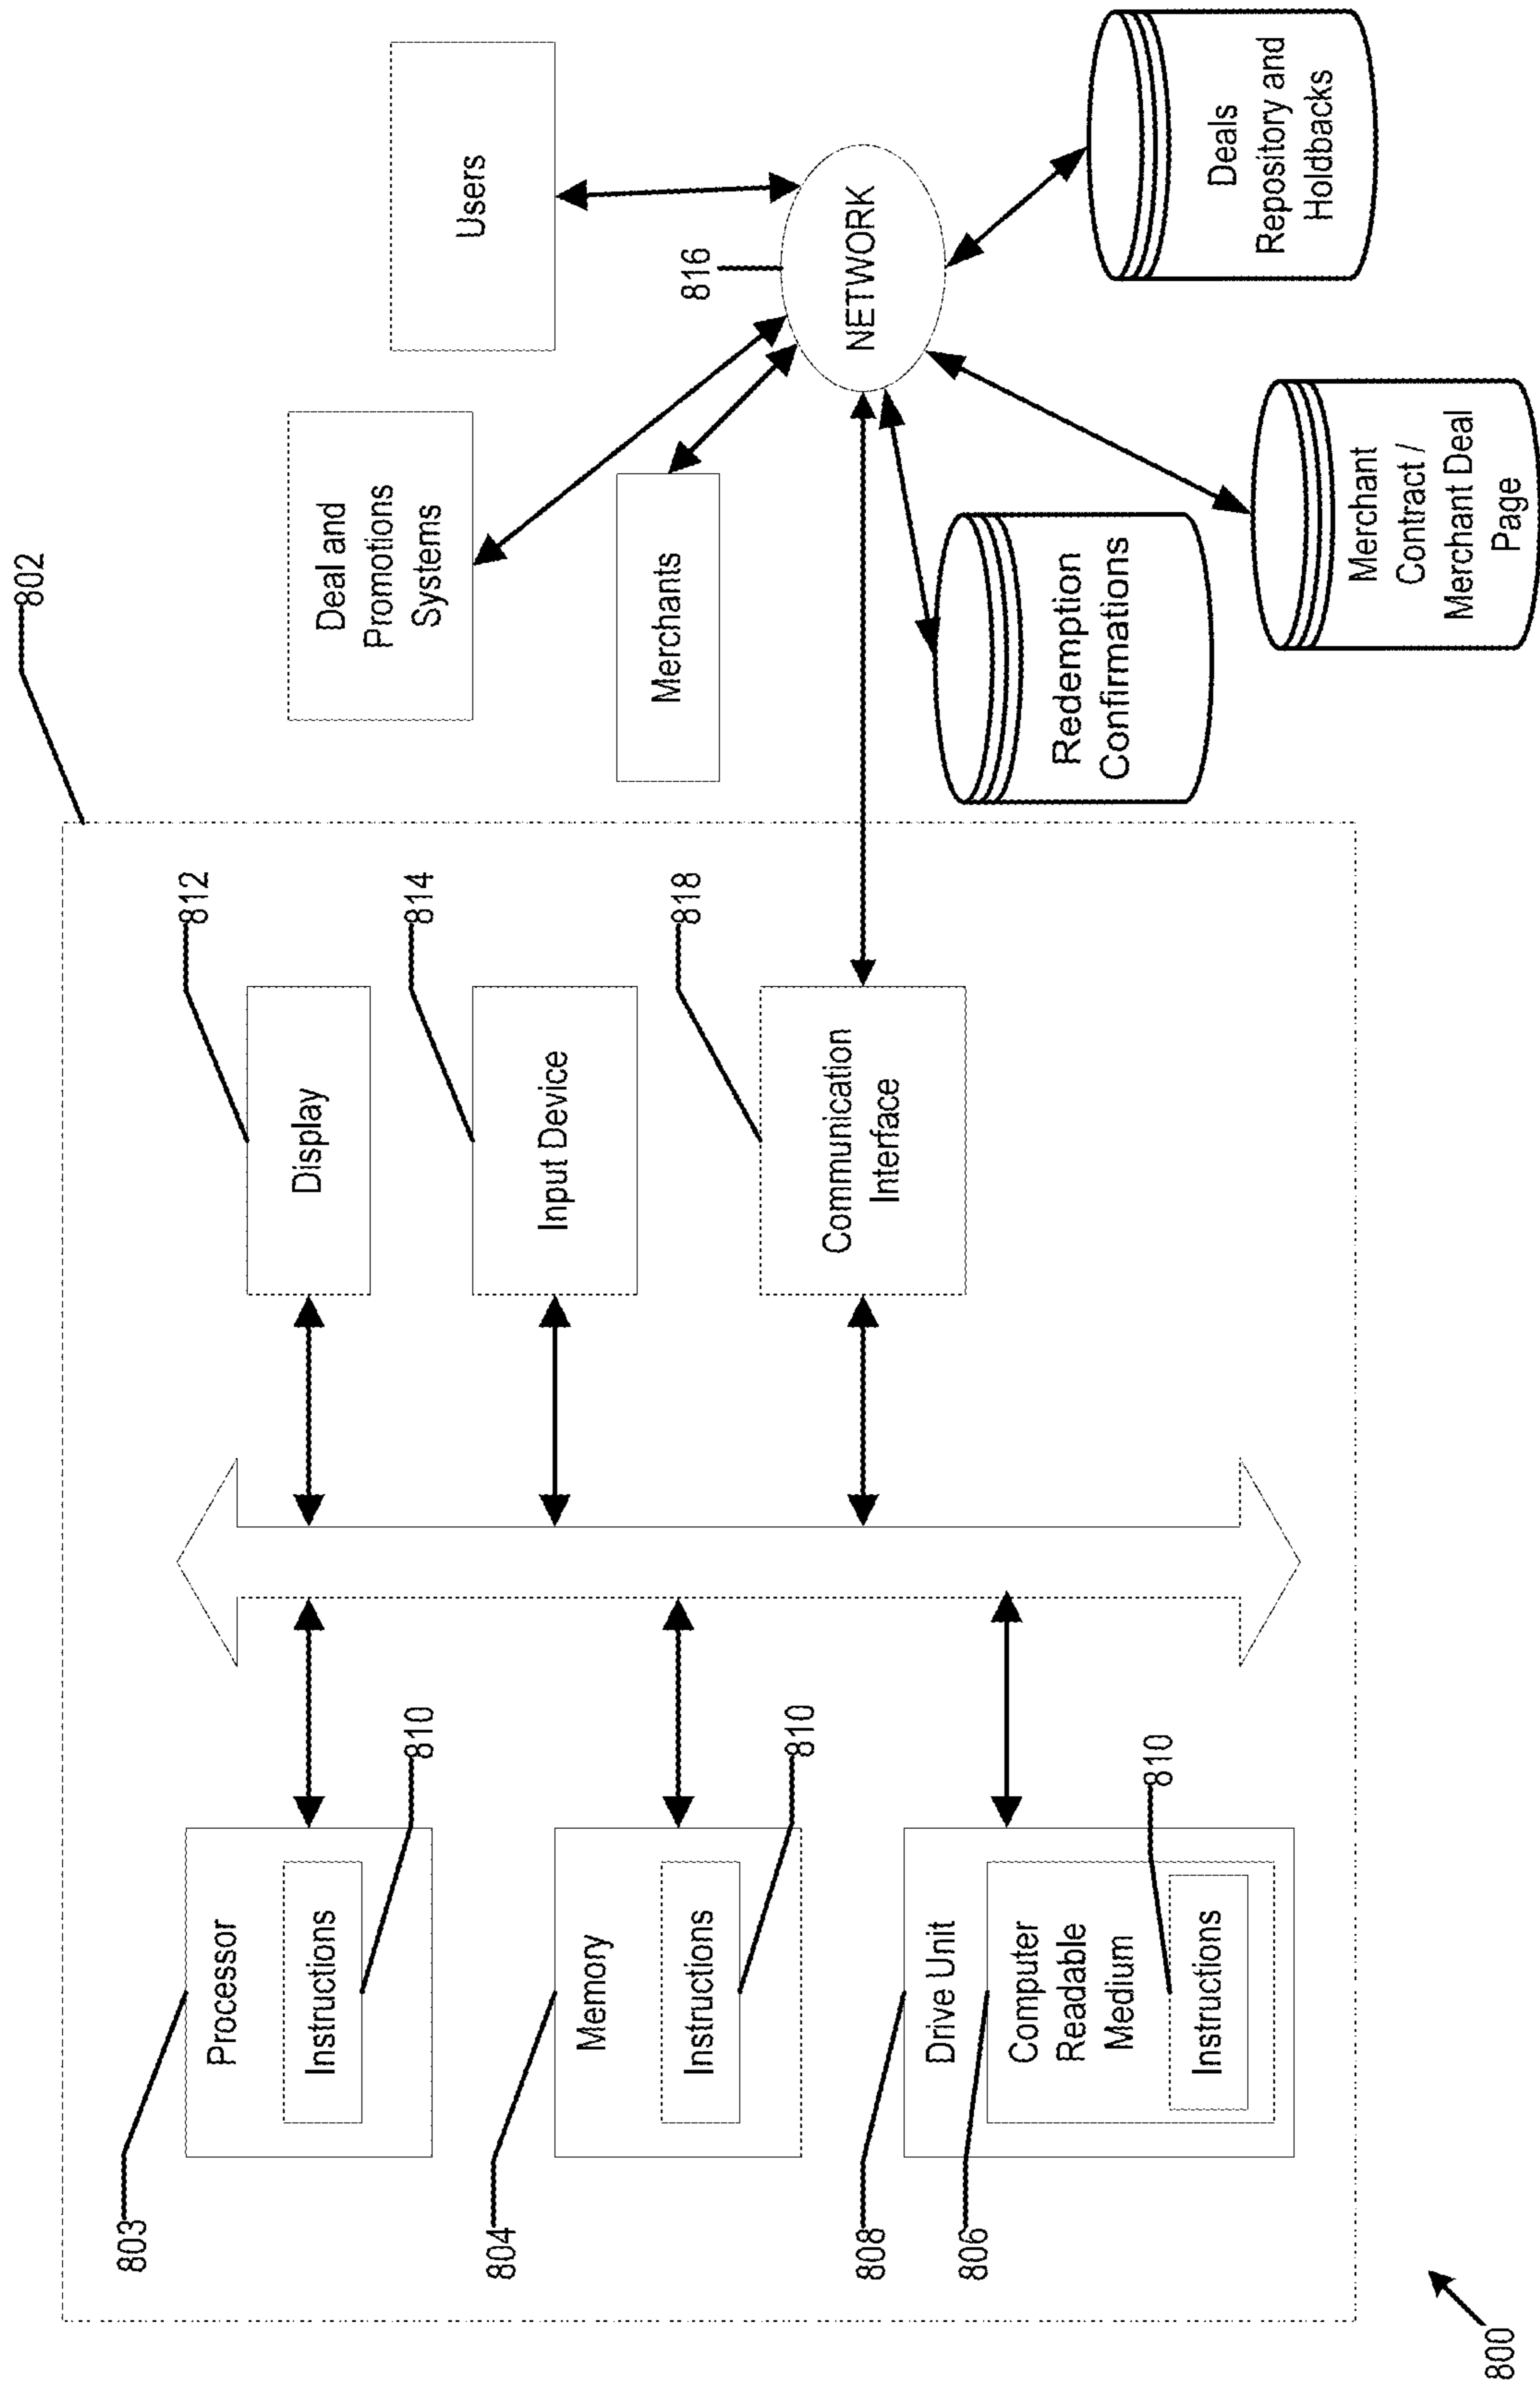 802
803
Processor
Instructions
810
804
Memory
Instructions
810
808
Drive Unit
806
Computer
Readable
Medium
810
Instructions
812
Display
814
Input Device
818
Communication
Interface
Deal and
Promotions
Systems
Users
Merchants
816
NETWORK
Redemption
Confirmations
Merchant
Contract /
Merchant Deal
Page
Deals
Repository and
Holdbacks
800